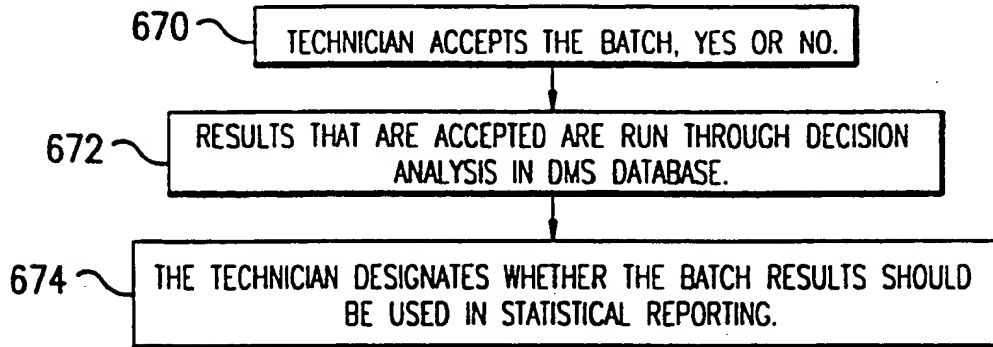 670
TECHNICIAN ACCEPTS THE BATCH, YES OR NO.
672
RESULTS THAT ARE ACCEPTED ARE RUN THROUGH DECISION
ANALYSIS IN DMS DATABASE.
674
THE TECHNICIAN DESIGNATES WHETHER THE BATCH RESULTS SHOULD
BE USED IN STATISTICAL REPORTING.